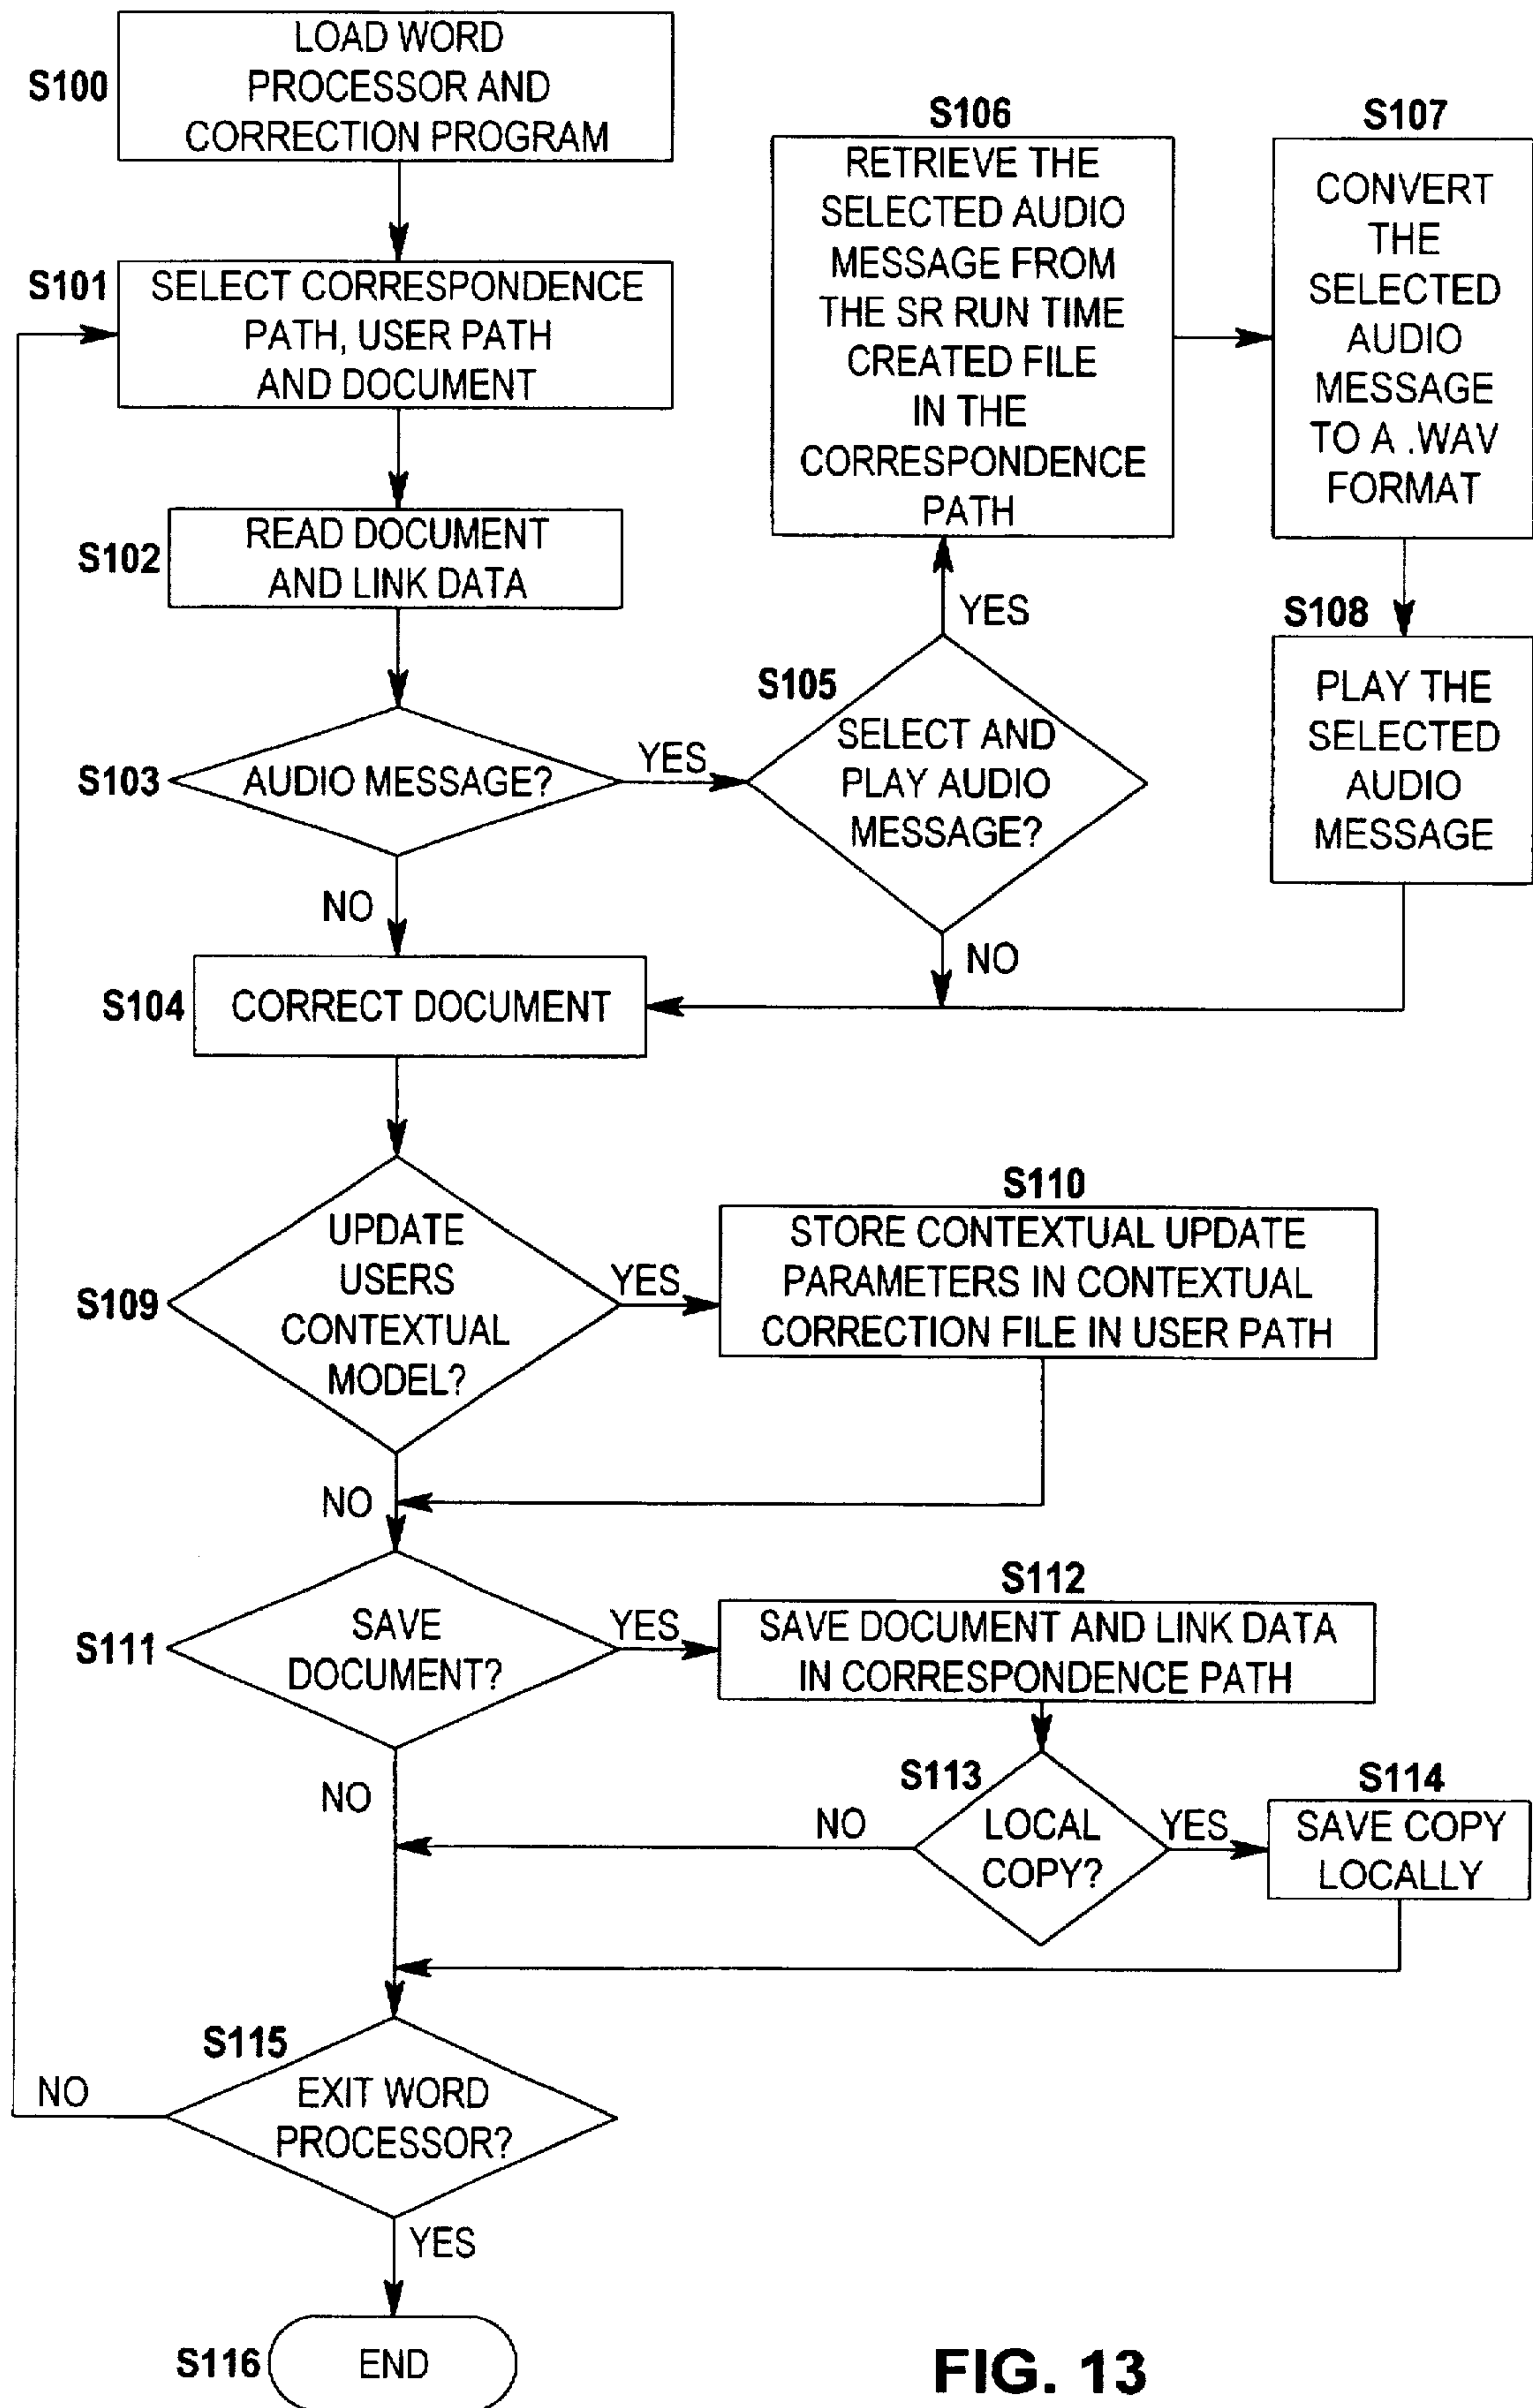 S100
LOAD WORD
PROCESSOR AND
CORRECTION PROGRAM
S101
SELECT CORRESPONDENCE
PATH, USER PATH
AND DOCUMENT
S102
READ DOCUMENT
AND LINK DATA
S103
AUDIO MESSAGE?
YES
NO
S105
SELECT AND
PLAY AUDIO
MESSAGE?
YES
NO
S106
RETRIEVE THE
SELECTED AUDIO
MESSAGE FROM
THE SR RUN TIME
CREATED FILE
IN THE
CORRESPONDENCE
PATH
S107
CONVERT
THE
SELECTED
AUDIO
MESSAGE
TO A .WAV
FORMAT
S108
PLAY THE
SELECTED
AUDIO
MESSAGE
S104
CORRECT DOCUMENT
S109
UPDATE
USERS
CONTEXTUAL
MODEL?
YES
NO
S110
STORE CONTEXTUAL UPDATE
PARAMETERS IN CONTEXTUAL
CORRECTION FILE IN USER PATH
S111
SAVE
DOCUMENT?
YES
NO
S112
SAVE DOCUMENT AND LINK DATA
IN CORRESPONDENCE PATH
S113
LOCAL
COPY?
NO
YES
S114
SAVE COPY
LOCALLY
S115
EXIT WORD
PROCESSOR?
NO
YES
S116
END
FIG. 13